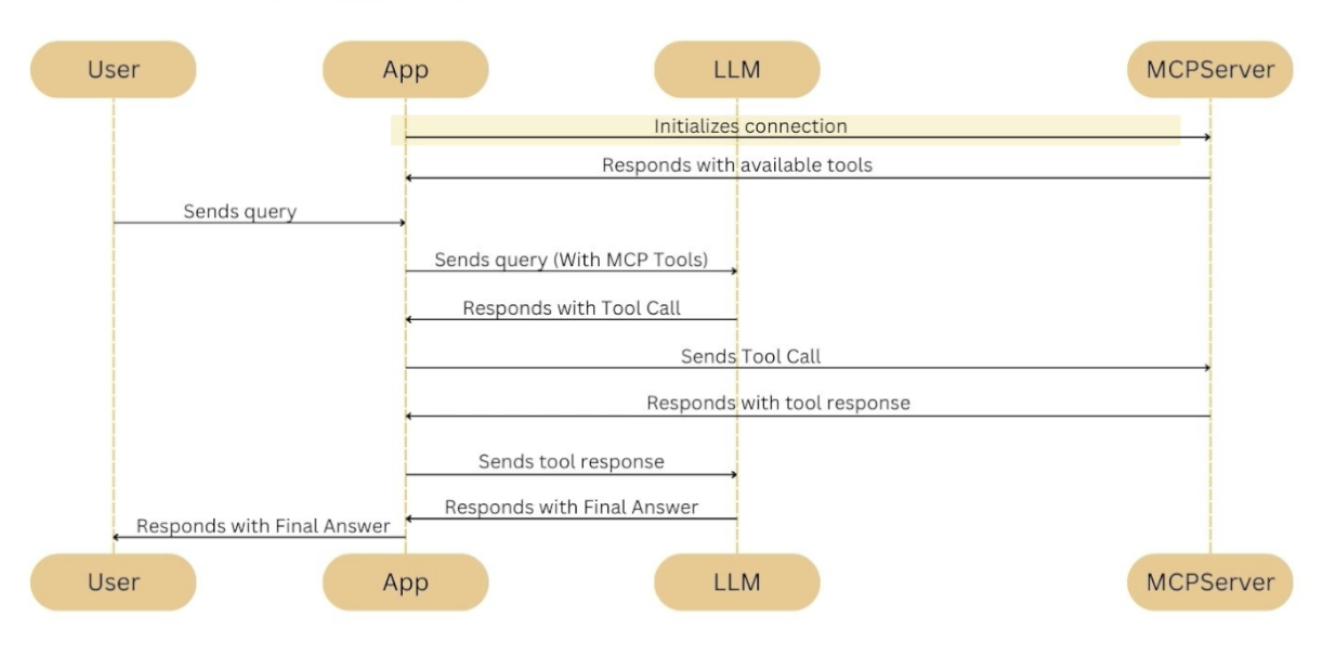 User
App
LLM
MCPServer
Initializes connection
Responds with available tools
Sends query
Sends query (With MCP Tools)
Responds with Tool Call
Sends Tool Call
Responds with tool response
Sends tool response
Responds with Final Answer
Responds with Final Answer
User
App
LLM
MCPServer